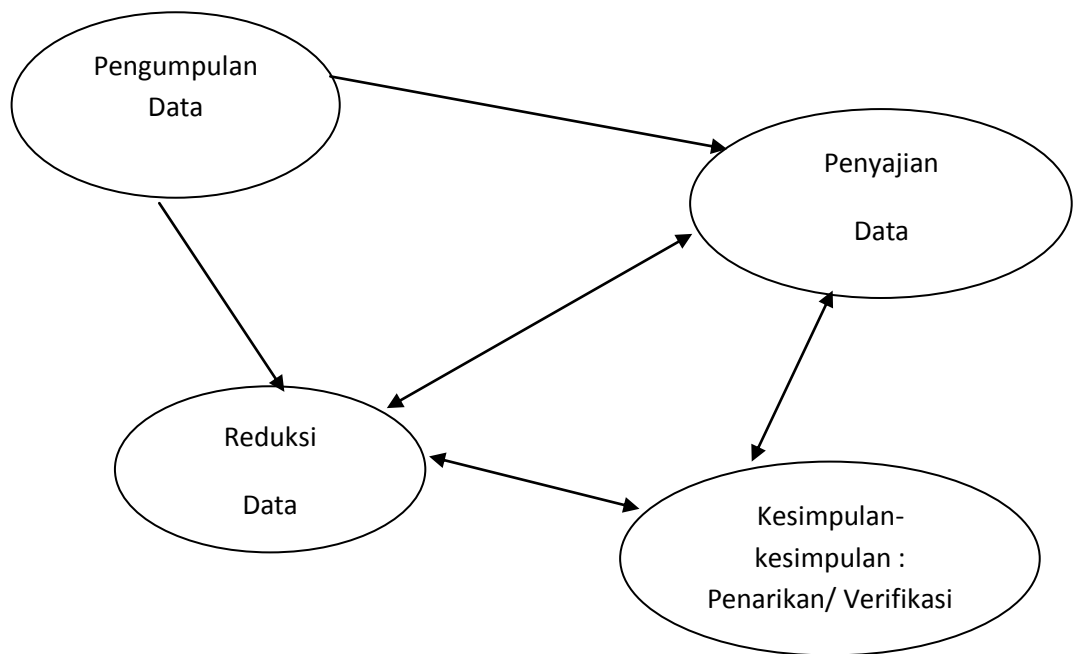 Pengumpulan
Data
Penyajian
Data
Reduksi
Data
Kesimpulan-
kesimpulan :
Penarikan/ Verifikasi